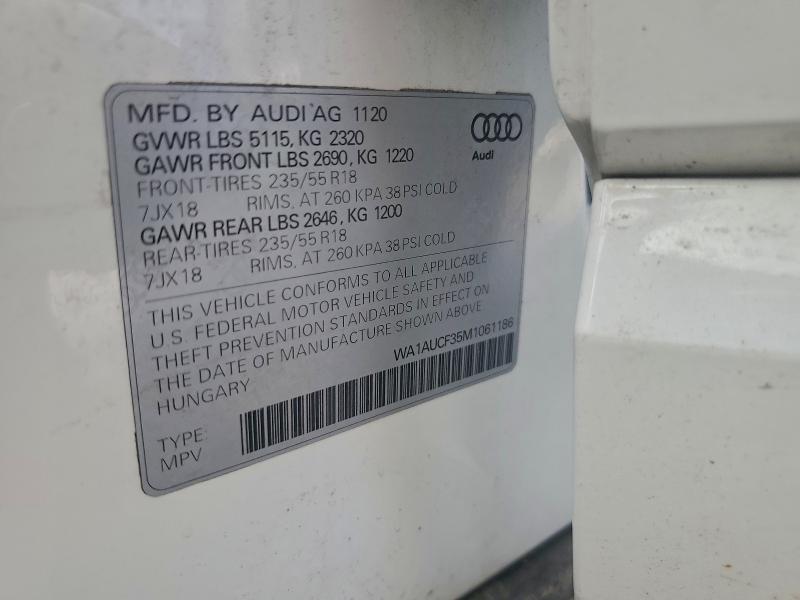 MFD. BY AUDI AG 1120
GVWR LBS 5115, KG 2320
GAWR FRONT LBS 2690, KG 1220
FRONT-TIRES 235/55 R18
7JX18 RIMS, AT 260 KPA 38 PSI COLD
GAWR REAR LBS 2646, KG 1200
REAR-TIRES 235/55 R18
7JX18 RIMS, AT 260 KPA 38 PSI COLD
Audi
THIS VEHICLE CONFORMS TO ALL APPLICABLE
U.S. FEDERAL MOTOR VEHICLE SAFETY AND
THEFT PREVENTION STANDARDS IN EFFECT ON
THE DATE OF MANUFACTURE SHOWN ABOVE
HUNGARY WA1AUCF35M1061186
TYPE:
MPV